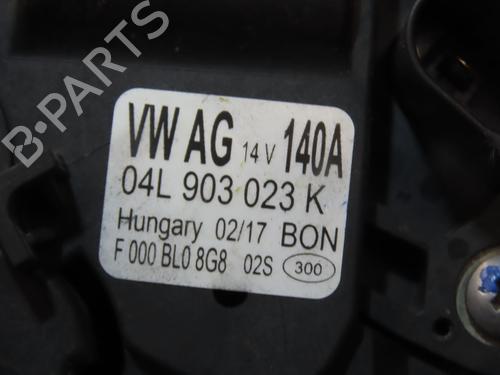 VW AG 14 V 140A
04L 903 023 K
Hungary 02/17 BON
F 000 BL0 8G8 02S 300
B-PARTS